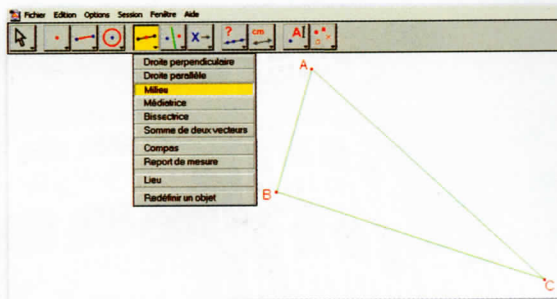 Fichier Edition Options Session Fenêtre Aide
? cm A
X
Droite perpendiculaire
Droite parallèle
Milieu
Médiatrice
Bissectrice
Somme de deux vecteurs
Compas
Report de mesure
Lieu
Redéfinir un objet
A
B
C